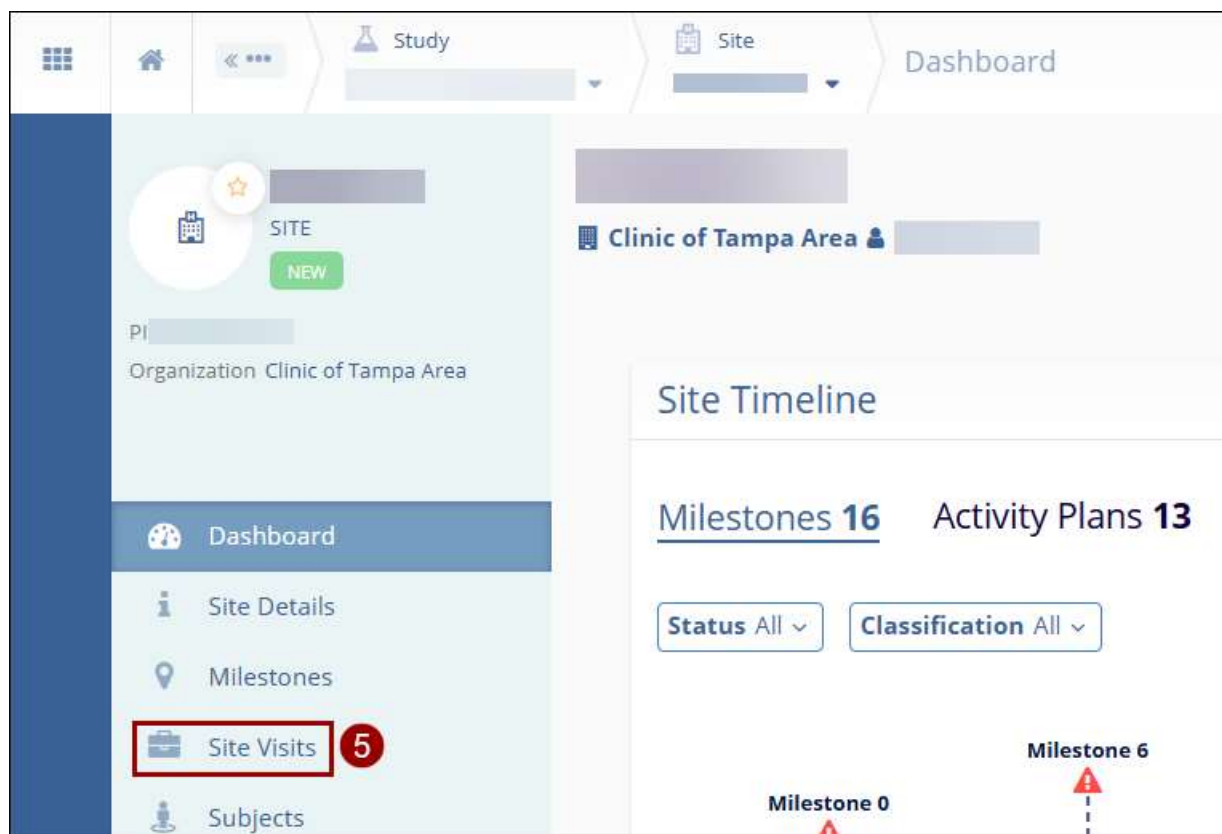 Study
Site
Dashboard
SITE
NEW
PI
Organization Clinic of Tampa Area
Dashboard
Site Details
Milestones
Site Visits 5
Subjects
Clinic of Tampa Area
Site Timeline
Milestones 16 Activity Plans 13
Status All Classification All
Milestone 6
Milestone 0